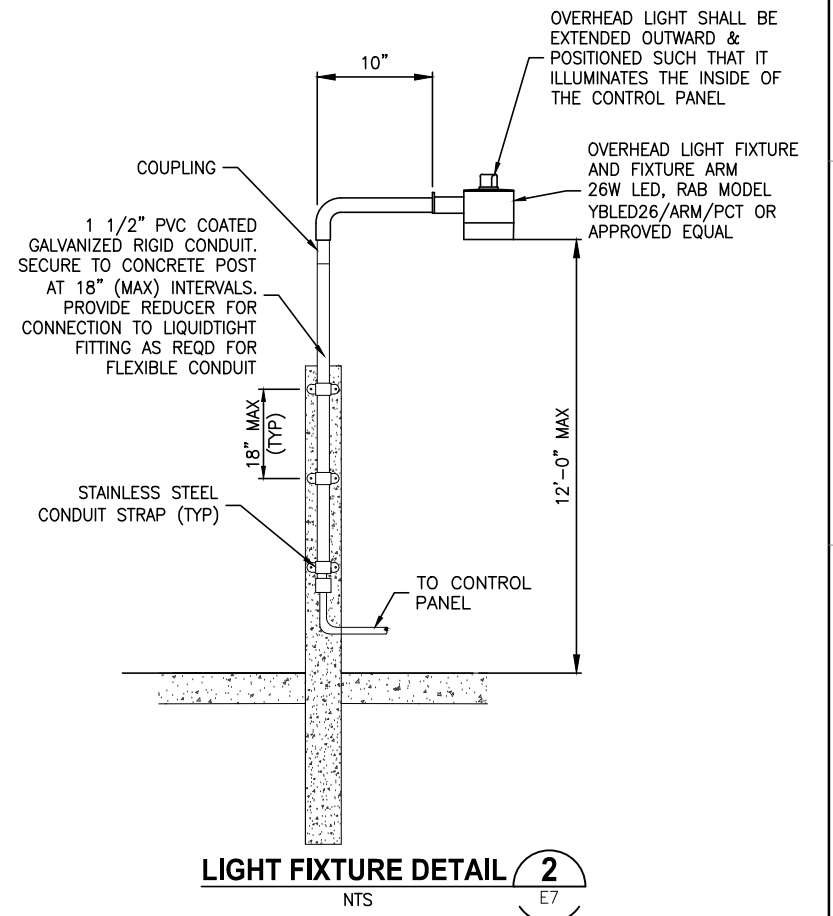 OVERHEAD LIGHT SHALL BE
EXTENDED OUTWARD &
POSITIONED SUCH THAT IT
ILLUMINATES THE INSIDE OF
THE CONTROL PANEL
10"
OVERHEAD LIGHT FIXTURE
AND FIXTURE ARM
26W LED, RAB MODEL
YBLED26/ARM/PCT OR
APPROVED EQUAL
COUPLING
1 1/2" PVC COATED
GALVANIZED RIGID CONDUIT.
SECURE TO CONCRETE POST
AT 18" (MAX) INTERVALS.
PROVIDE REDUCER FOR
CONNECTION TO LIQUIDTIGHT
FITTING AS REQD FOR
FLEXIBLE CONDUIT
18" MAX
(TYP)
12'-0" MAX
STAINLESS STEEL
CONDUIT STRAP (TYP)
TO CONTROL
PANEL
LIGHT FIXTURE DETAIL 2
NTS E7